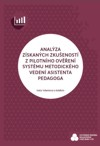 ANALÝZA
ZÍSKANÝCH ZKUŠENOSTÍ
Z PILOTNÍHO OVĚŘENÍ
SYSTÉMU METODICKÉHO
VEDENÍ ASISTENTA
PEDAGOGA